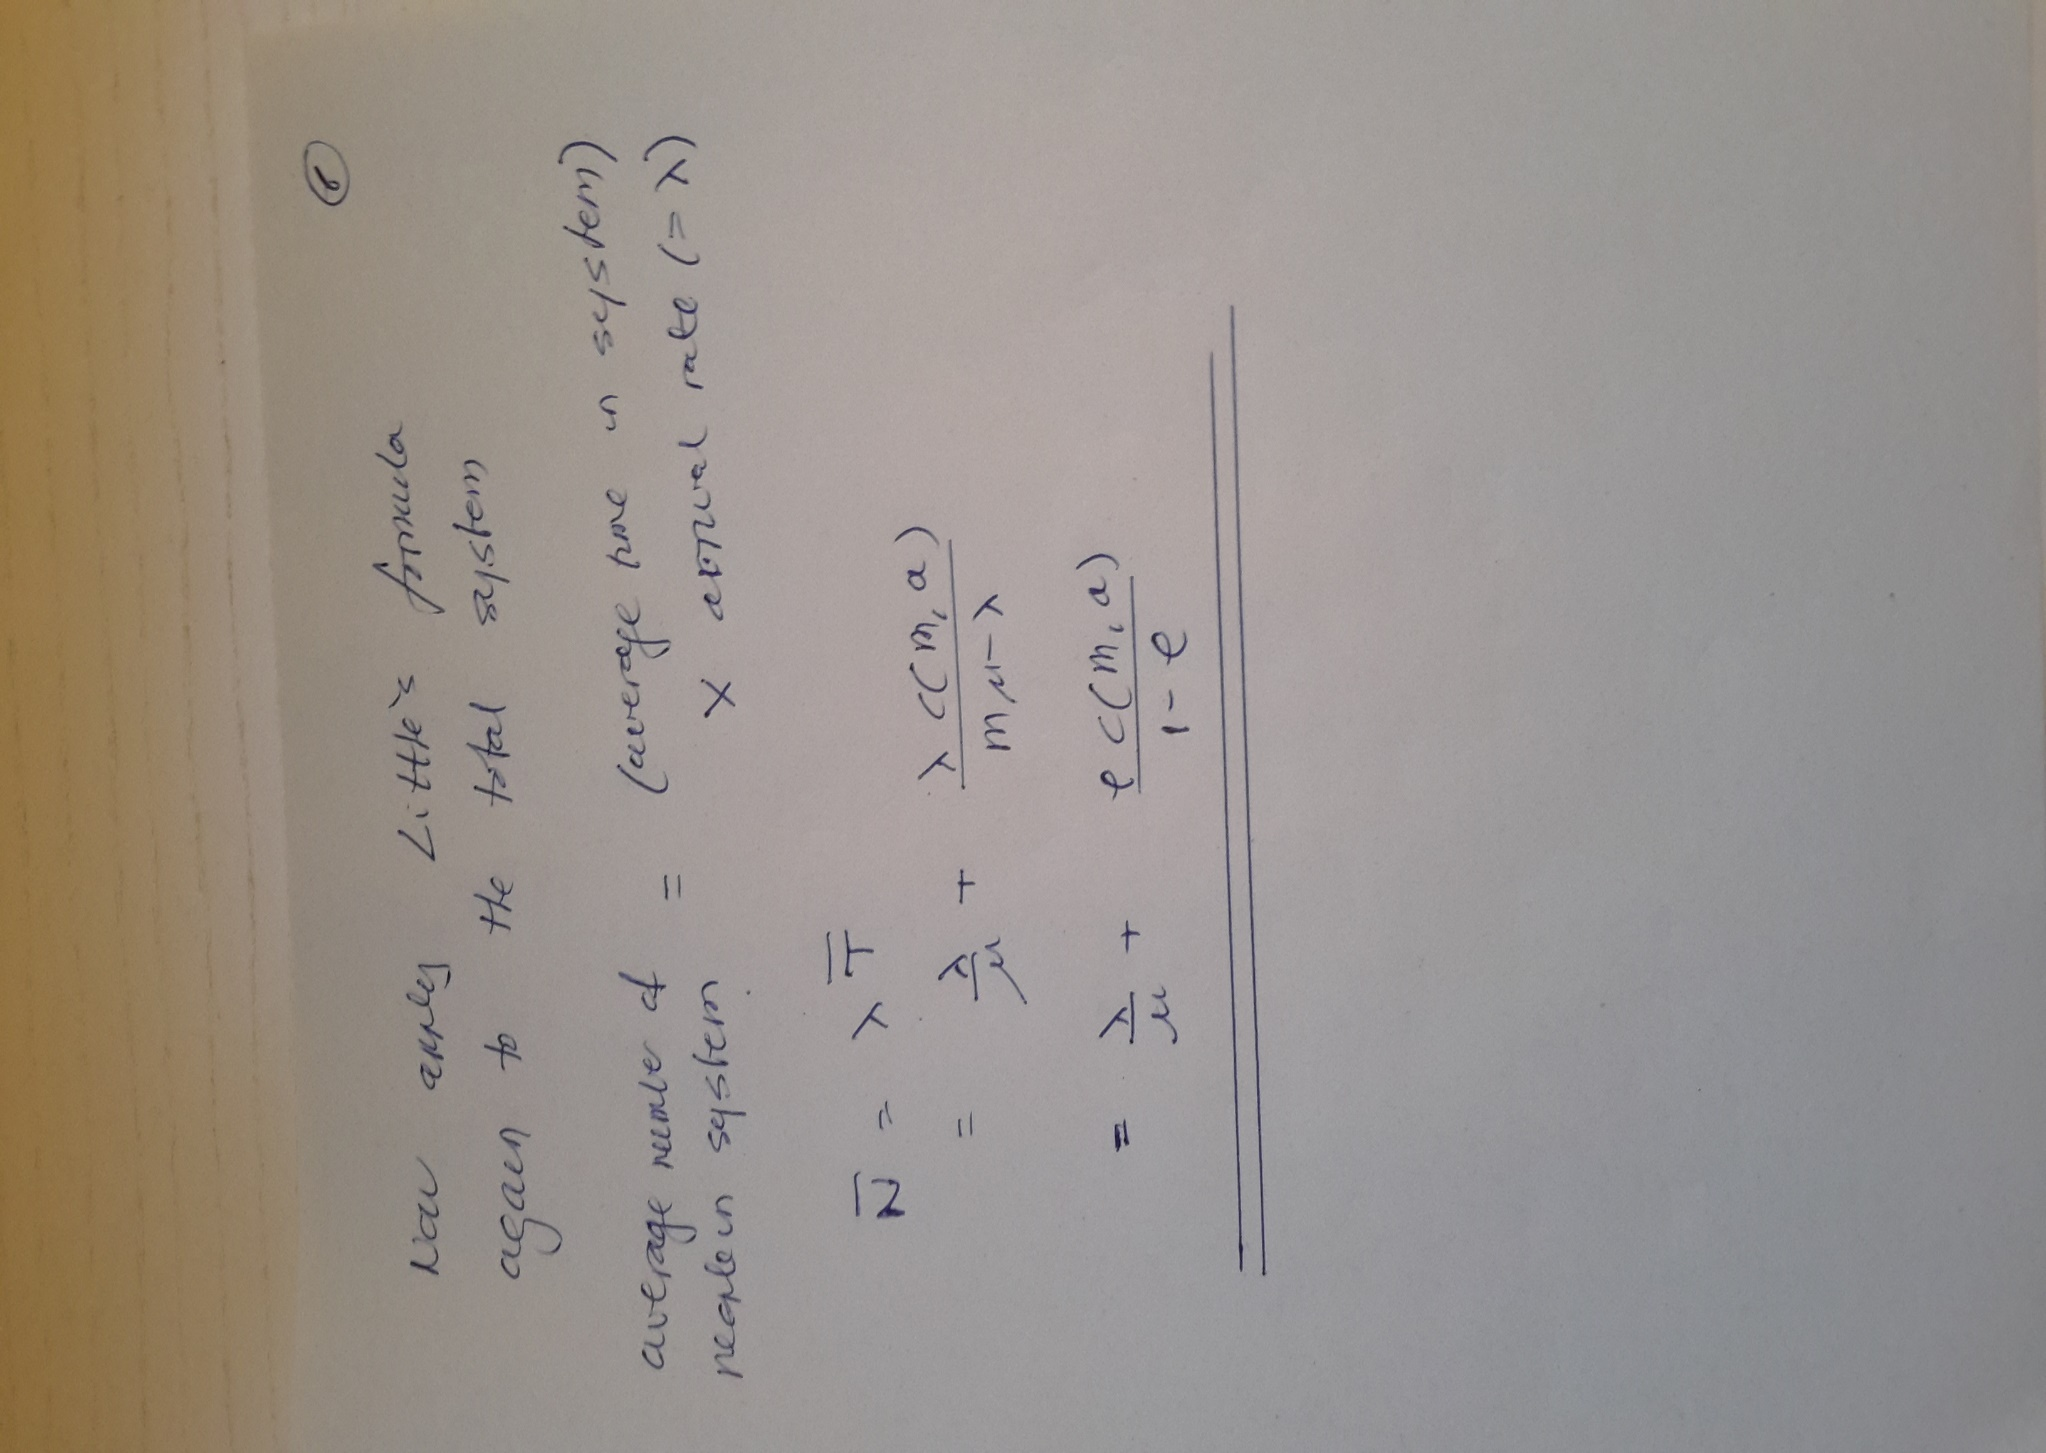 ⑧
Now apply Little's formula
again to the total system
average number of = (average time in system)
people in system × arrival rate (= λ)
N̅ = λ T̅
= λ/μ + λ C(m, a)/mμ-λ
= λ/μ + ρ C(m, a)/1-ρ